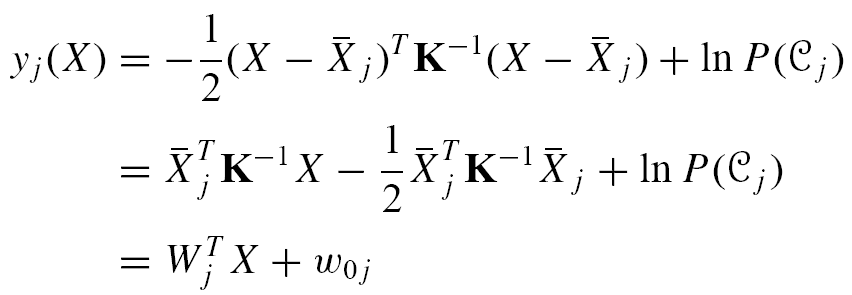 $y_j(X) = -\frac{1}{2}(X - \bar{X}_j)^T \mathbf{K}^{-1}(X - \bar{X}_j) + \ln P(\mathcal{C}_j)$
$= \bar{X}_j^T \mathbf{K}^{-1} X - \frac{1}{2}\bar{X}_j^T \mathbf{K}^{-1} \bar{X}_j + \ln P(\mathcal{C}_j)$
$= W_j^T X + w_{0j}$